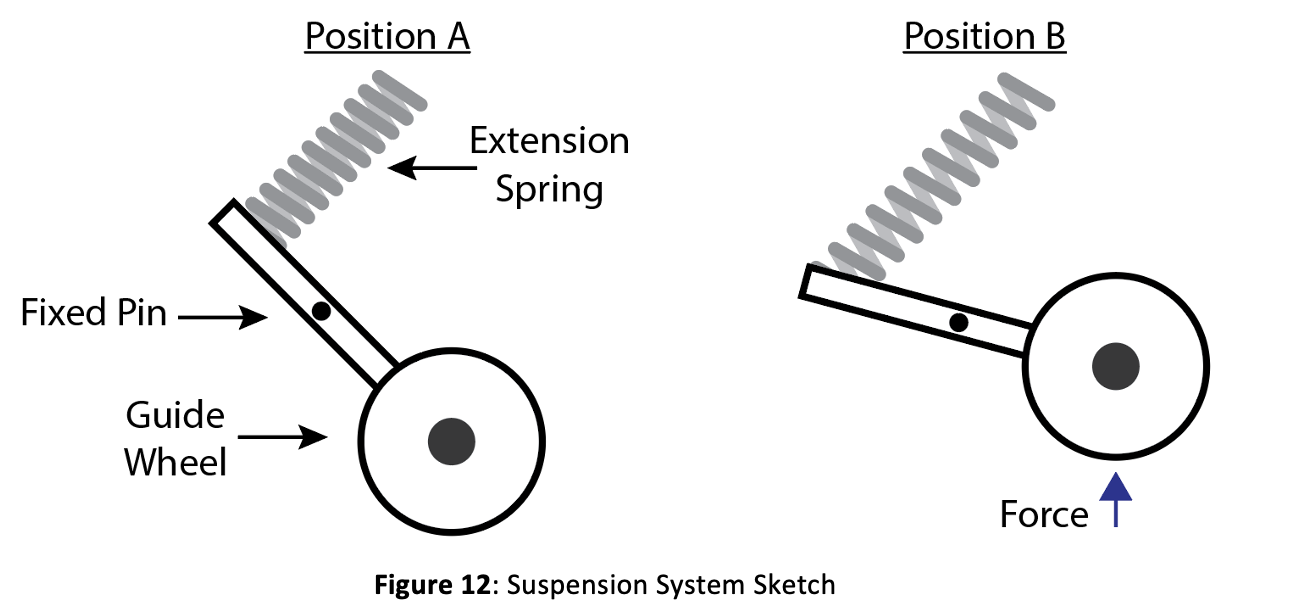 Position A
Position B
Extension
Spring
Fixed Pin
Guide
Wheel
Force
Figure 12: Suspension System Sketch